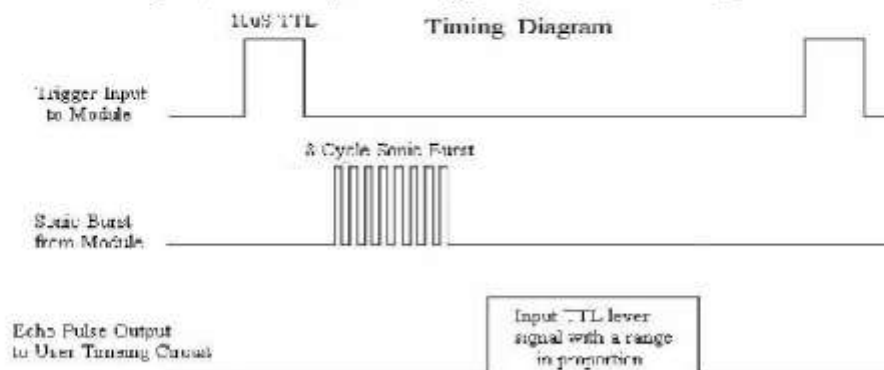 10uS TTL
Timing Diagram
Trigger Input
to Module
8 Cycle Sonic Burst
Sonic Burst
from Module
Echo Pulse Output
to User Timing Circuit
Input TTL lever
signal with a range
in proportion